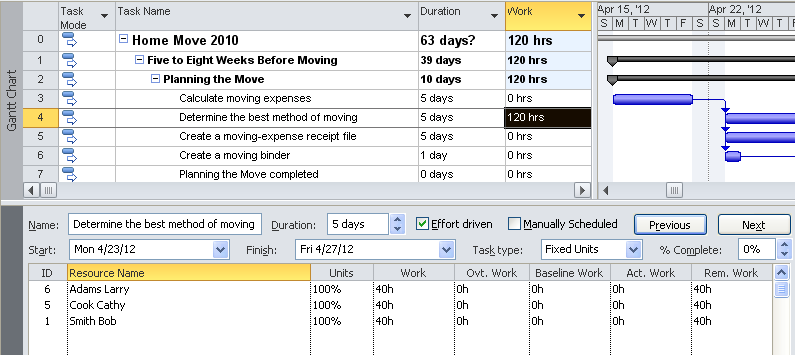 Task Mode Task Name Duration Work Apr 15, '12 Apr 22, '12
S M T W T F S S M T W T F S
Gantt Chart
0 Home Move 2010 63 days? 120 hrs
1 Five to Eight Weeks Before Moving 39 days 120 hrs
2 Planning the Move 10 days 120 hrs
3 Calculate moving expenses 5 days 0 hrs
4 Determine the best method of moving 5 days 120 hrs
5 Create a moving-expense receipt file 5 days 0 hrs
6 Create a moving binder 1 day 0 hrs
7 Planning the Move completed 0 days 0 hrs
Name: Determine the best method of moving Duration: 5 days Effort driven Manually Scheduled Previous Next
Start: Mon 4/23/12 Finish: Fri 4/27/12 Task type: Fixed Units % Complete: 0%
ID Resource Name Units Work Ovt. Work Baseline Work Act. Work Rem. Work
6 Adams Larry 100% 40h 0h 0h 0h 40h
5 Cook Cathy 100% 40h 0h 0h 0h 40h
1 Smith Bob 100% 40h 0h 0h 0h 40h